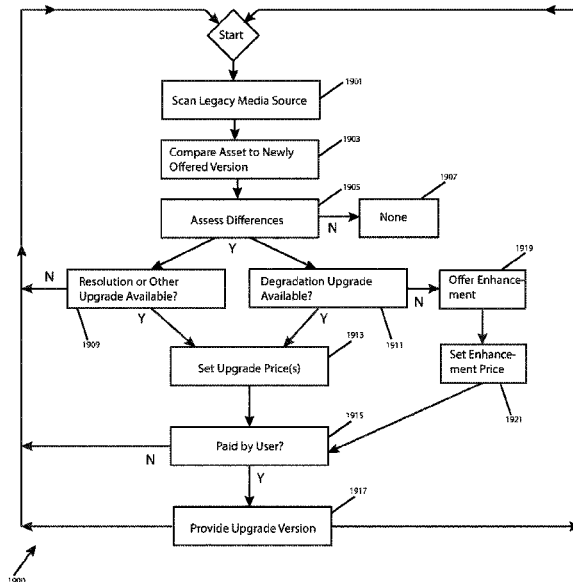 Start
1901
Scan Legacy Media Source
1903
Compare Asset to Newly
Offered Version
1905
1907
Assess Differences
N
None
Y
1919
N
Resolution or Other
Upgrade Available?
Degradation Upgrade
Available?
N
Offer Enhance-
ment
1909
Y
Y
1911
1913
Set Upgrade Price(s)
Set Enhance-
ment Price
1915
1921
Paid by User?
N
Y
1917
Provide Upgrade Version
1900